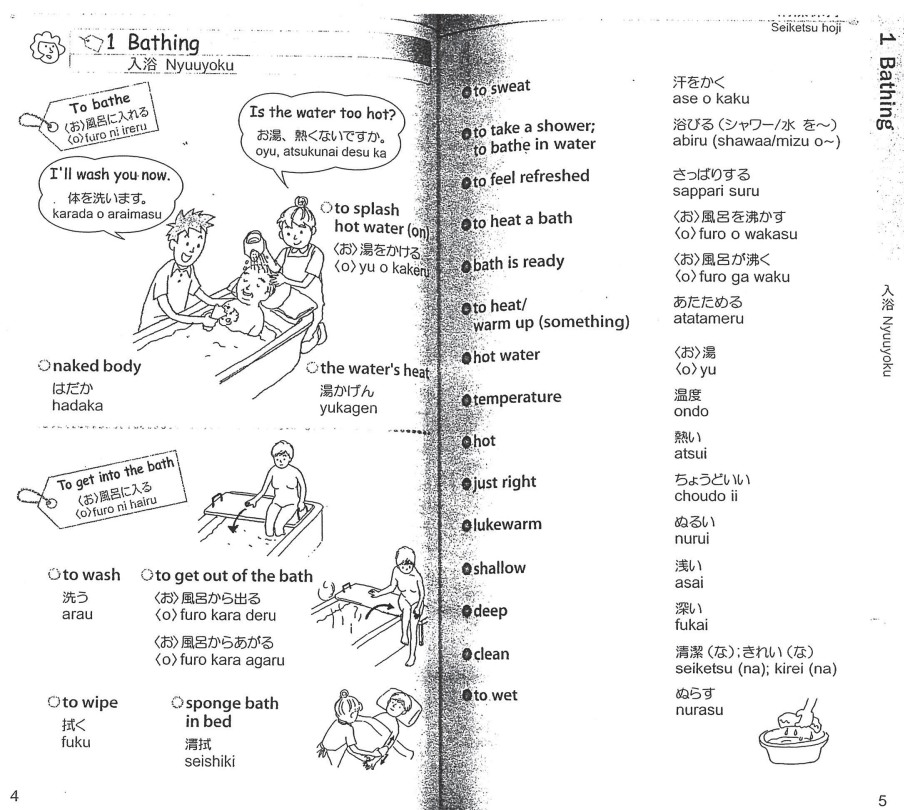 1 Bathing
入浴 Nyuuyoku
To bathe
〈お〉風呂に入れる
〈o〉furo ni ireru
Is the water too hot?
お湯、熱くないですか。
oyu, atsukunai desu ka
I'll wash you now.
体を洗います。
karada o araimasu
to splash
hot water (on)
〈お〉湯をかける
〈o〉yu o kakeru
naked body
はだか
hadaka
the water's heat
湯かげん
yukagen
To get into the bath
〈お〉風呂に入る
〈o〉furo ni hairu
to wash
洗う
arau
to get out of the bath
〈お〉風呂から出る
〈o〉furo kara deru
〈お〉風呂からあがる
〈o〉furo kara agaru
to wipe
拭く
fuku
sponge bath
in bed
清拭
seishiki
4
Seiketsu hoji
to sweat
汗をかく
ase o kaku
to take a shower;
to bathe in water
浴びる（シャワー/水 を～）
abiru (shawaa/mizu o~)
to feel refreshed
さっぱりする
sappari suru
to heat a bath
〈お〉風呂を沸かす
〈o〉furo o wakasu
bath is ready
〈お〉風呂が沸く
〈o〉furo ga waku
to heat/
warm up (something)
あたためる
atatameru
hot water
〈お〉湯
〈o〉yu
temperature
温度
ondo
hot
熱い
atsui
just right
ちょうどいい
choudo ii
lukewarm
ぬるい
nurui
shallow
浅い
asai
deep
深い
fukai
clean
清潔（な）；きれい（な）
seiketsu (na); kirei (na)
to wet
ぬらす
nurasu
1 Bathing
入浴 Nyuuyoku
5